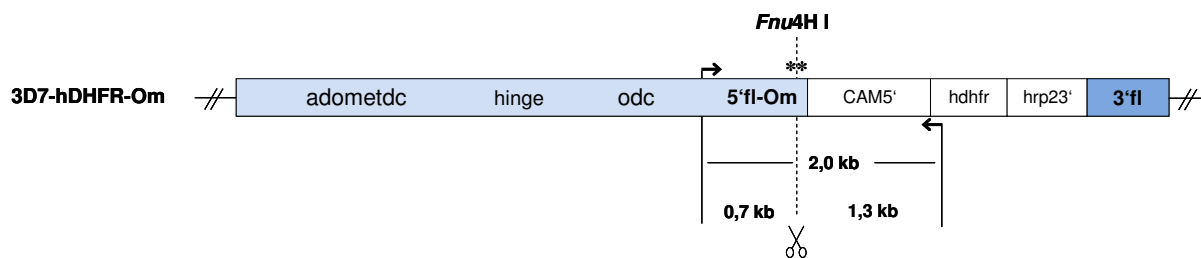 Fnu4H I
**
3D7-hDHFR-Om adometdc hinge odc 5‘fl-Om CAM5‘ hdhfr hrp23‘ 3‘fl
2,0 kb
0,7 kb 1,3 kb